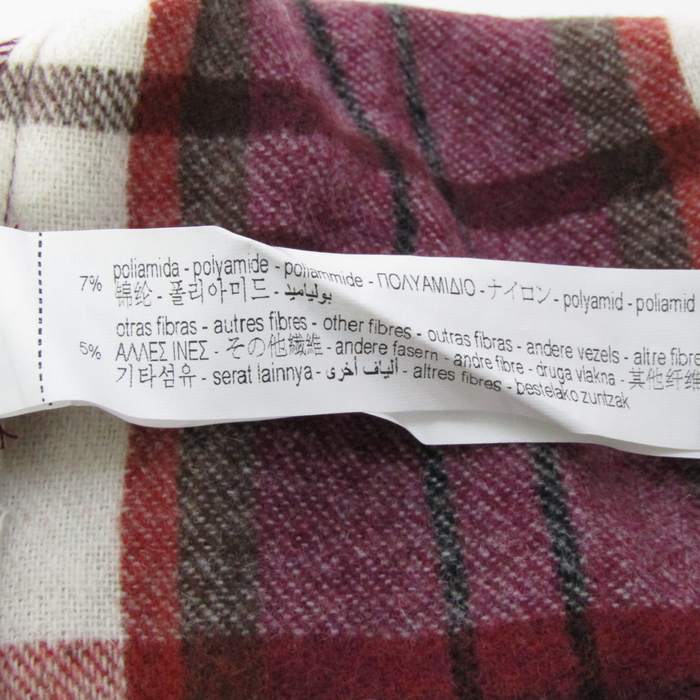 7% poliamida - polyamide - poliammide - ΠΟΛΥΑΜΙΔΙΟ - ナイロン - polyamid - poliamid
锦纶 - 폴리아미드 - بولياميد
otras fibras - autres fibres - other fibres - outras fibras - andere vezels - altre fibre
5% ΑΛΛΕΣ ΙΝΕΣ - その他繊維 - andere fasern - andre fibre - druga vlakna - 其他纤维
기타섬유 - serat lainnya - ألياف أخرى - altres fibres - bestelako zuntzak